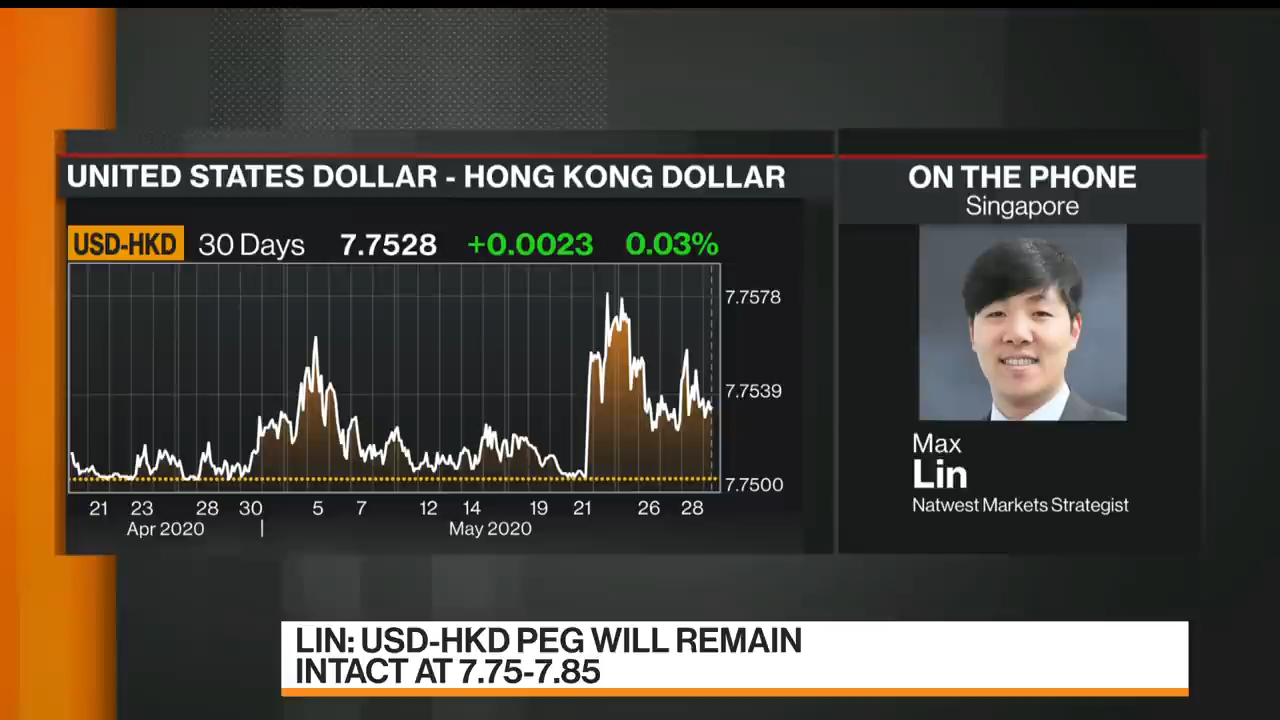 UNITED STATES DOLLAR - HONG KONG DOLLAR
USD-HKD 30 Days 7.7528 +0.0023 0.03%
7.7578
7.7539
7.7500
21 23 28 30 5 7 12 14 19 21 26 28
Apr 2020 | May 2020
ON THE PHONE
Singapore
Max
Lin
Natwest Markets Strategist
LIN: USD-HKD PEG WILL REMAIN
INTACT AT 7.75-7.85